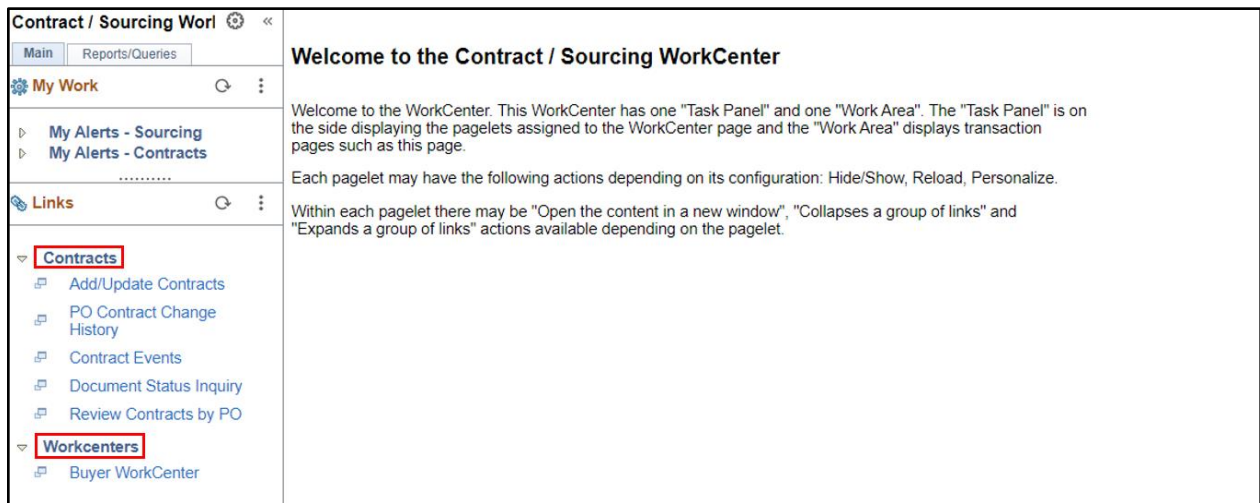 Contract / Sourcing Worl
Main
Reports/Queries
My Work
My Alerts - Sourcing
My Alerts - Contracts
..........
Links
Contracts
Add/Update Contracts
PO Contract Change
History
Contract Events
Document Status Inquiry
Review Contracts by PO
Workcenters
Buyer WorkCenter
Welcome to the Contract / Sourcing WorkCenter
Welcome to the WorkCenter. This WorkCenter has one "Task Panel" and one "Work Area". The "Task Panel" is on
the side displaying the pagelets assigned to the WorkCenter page and the "Work Area" displays transaction
pages such as this page.
Each pagelet may have the following actions depending on its configuration: Hide/Show, Reload, Personalize.
Within each pagelet there may be "Open the content in a new window", "Collapses a group of links" and
"Expands a group of links" actions available depending on the pagelet.